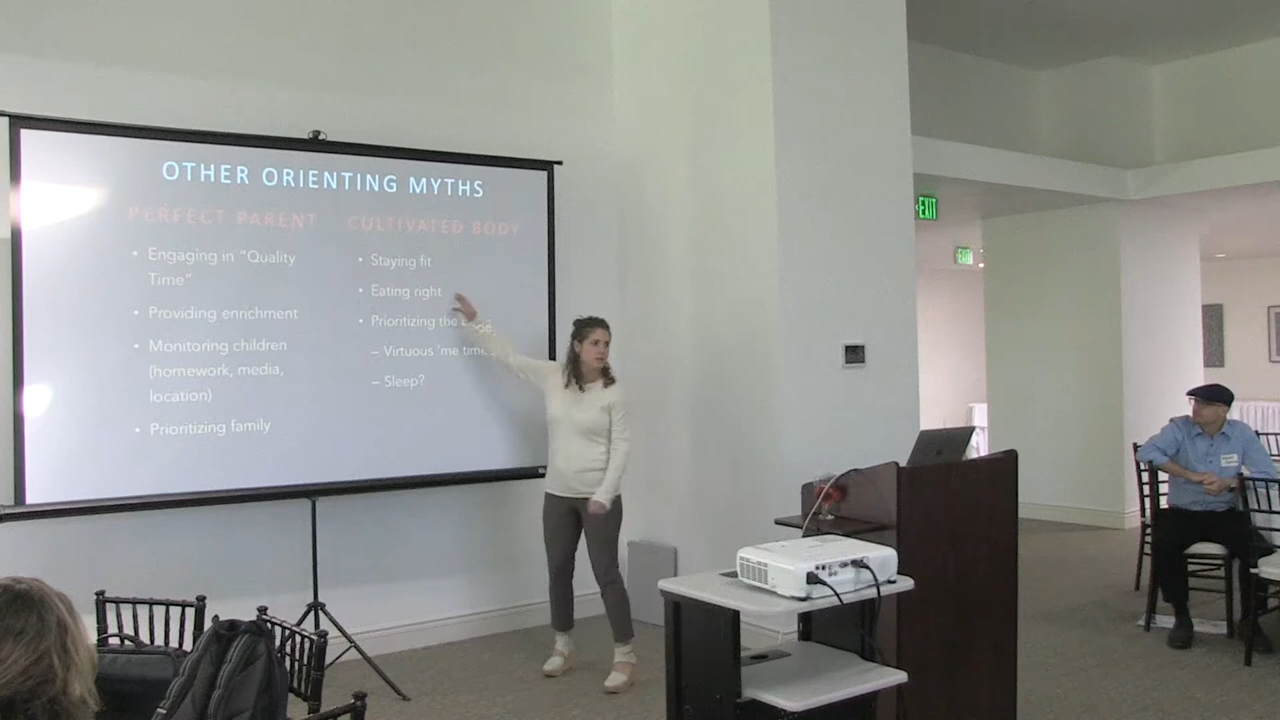 OTHER ORIENTING MYTHS
PERFECT PARENT
• Engaging in “Quality
Time”
• Providing enrichment
• Monitoring children
(homework, media,
location)
• Prioritizing family
CULTIVATED BODY
• Staying fit
• Eating right
• Prioritizing the
– Virtuous ‘me time
– Sleep?
EXIT
EXIT